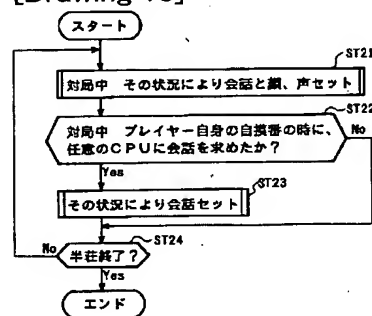 [Drawing 10]
スタート
ST21
対局中 その状況により会話と顔、声セット
ST22
対局中 プレイヤー自身の自摸番の時に、
任意のCPUに会話を求めたか?
No
Yes
ST23
その状況により会話セット
ST24
No
半荘終了?
Yes
エンド